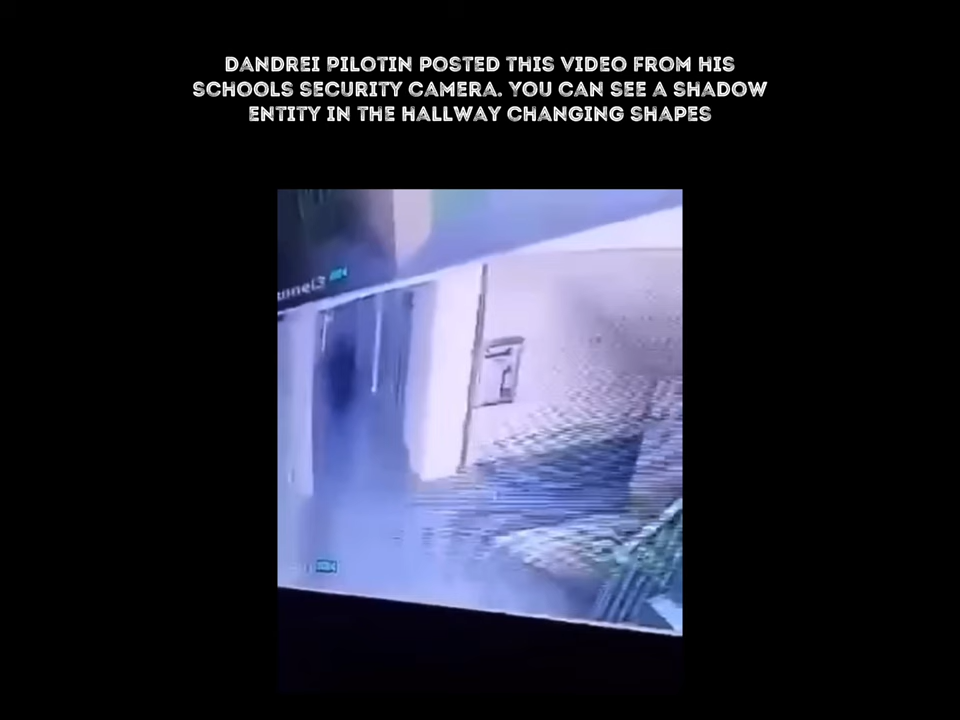 DANDREI PILOTIN POSTED THIS VIDEO FROM HIS
SCHOOLS SECURITY CAMERA. YOU CAN SEE A SHADOW
ENTITY IN THE HALLWAY CHANGING SHAPES